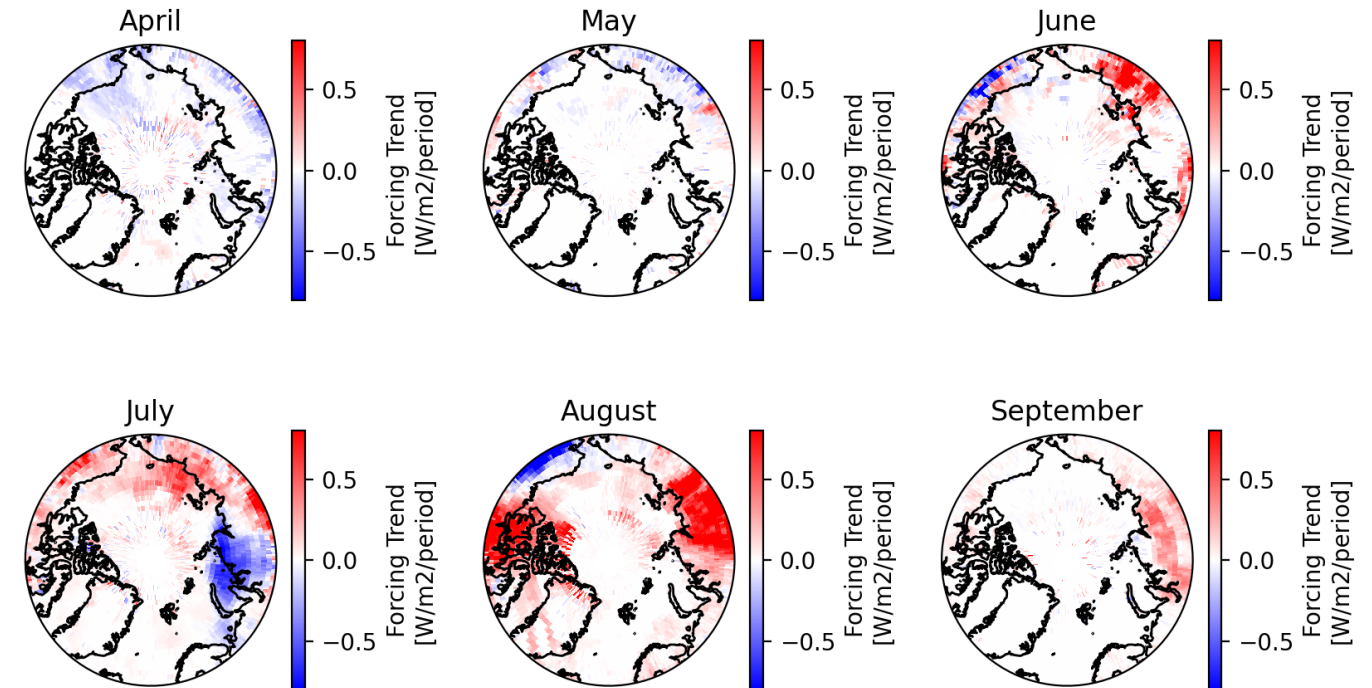 April
May
June
0.5
0.0
−0.5
Forcing Trend
[W/m2/period]
0.5
0.0
−0.5
Forcing Trend
[W/m2/period]
0.5
0.0
−0.5
Forcing Trend
[W/m2/period]
July
August
September
0.5
0.0
−0.5
Forcing Trend
[W/m2/period]
0.5
0.0
−0.5
Forcing Trend
[W/m2/period]
0.5
0.0
−0.5
Forcing Trend
[W/m2/period]